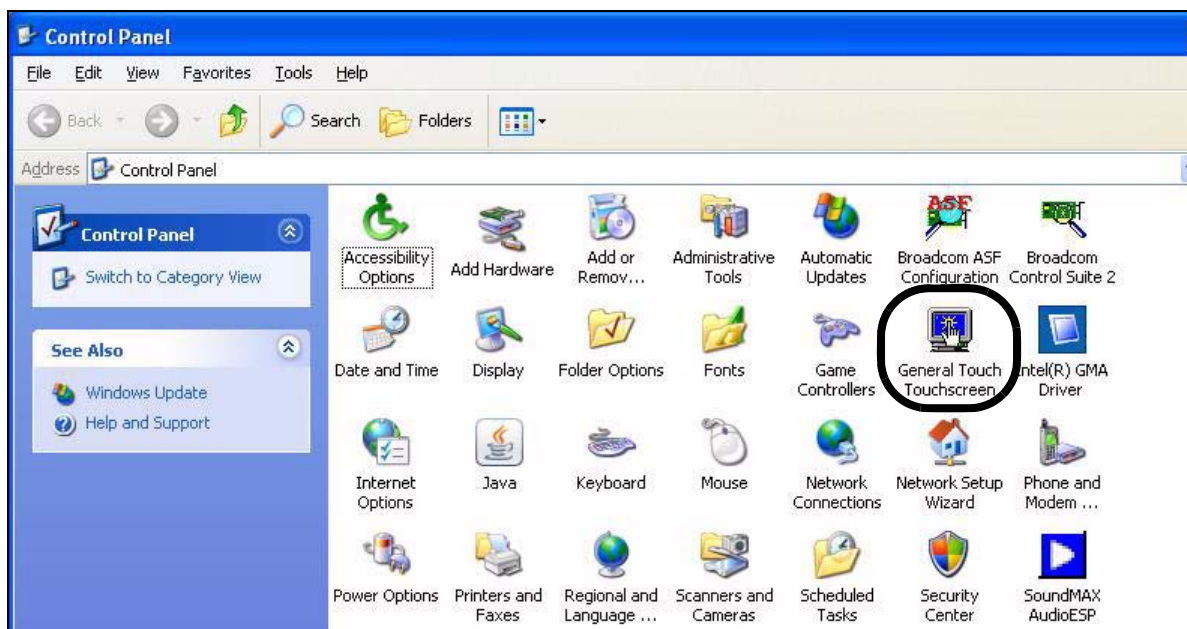 Control Panel
File Edit View Favorites Tools Help
Back Search Folders
Address Control Panel
Control Panel
Switch to Category View
See Also
Windows Update
Help and Support
Accessibility Options
Add Hardware
Add or Remov...
Administrative Tools
Automatic Updates
ASF
Broadcom ASF Configuration
Broadcom Control Suite 2
Date and Time
Display
Folder Options
Fonts
Game Controllers
General Touch Touchscreen
Intel(R) GMA Driver
Internet Options
Java
Keyboard
Mouse
Network Connections
Network Setup Wizard
Phone and Modem ...
Power Options
Printers and Faxes
Regional and Language ...
Scanners and Cameras
Scheduled Tasks
Security Center
SoundMAX AudioESP